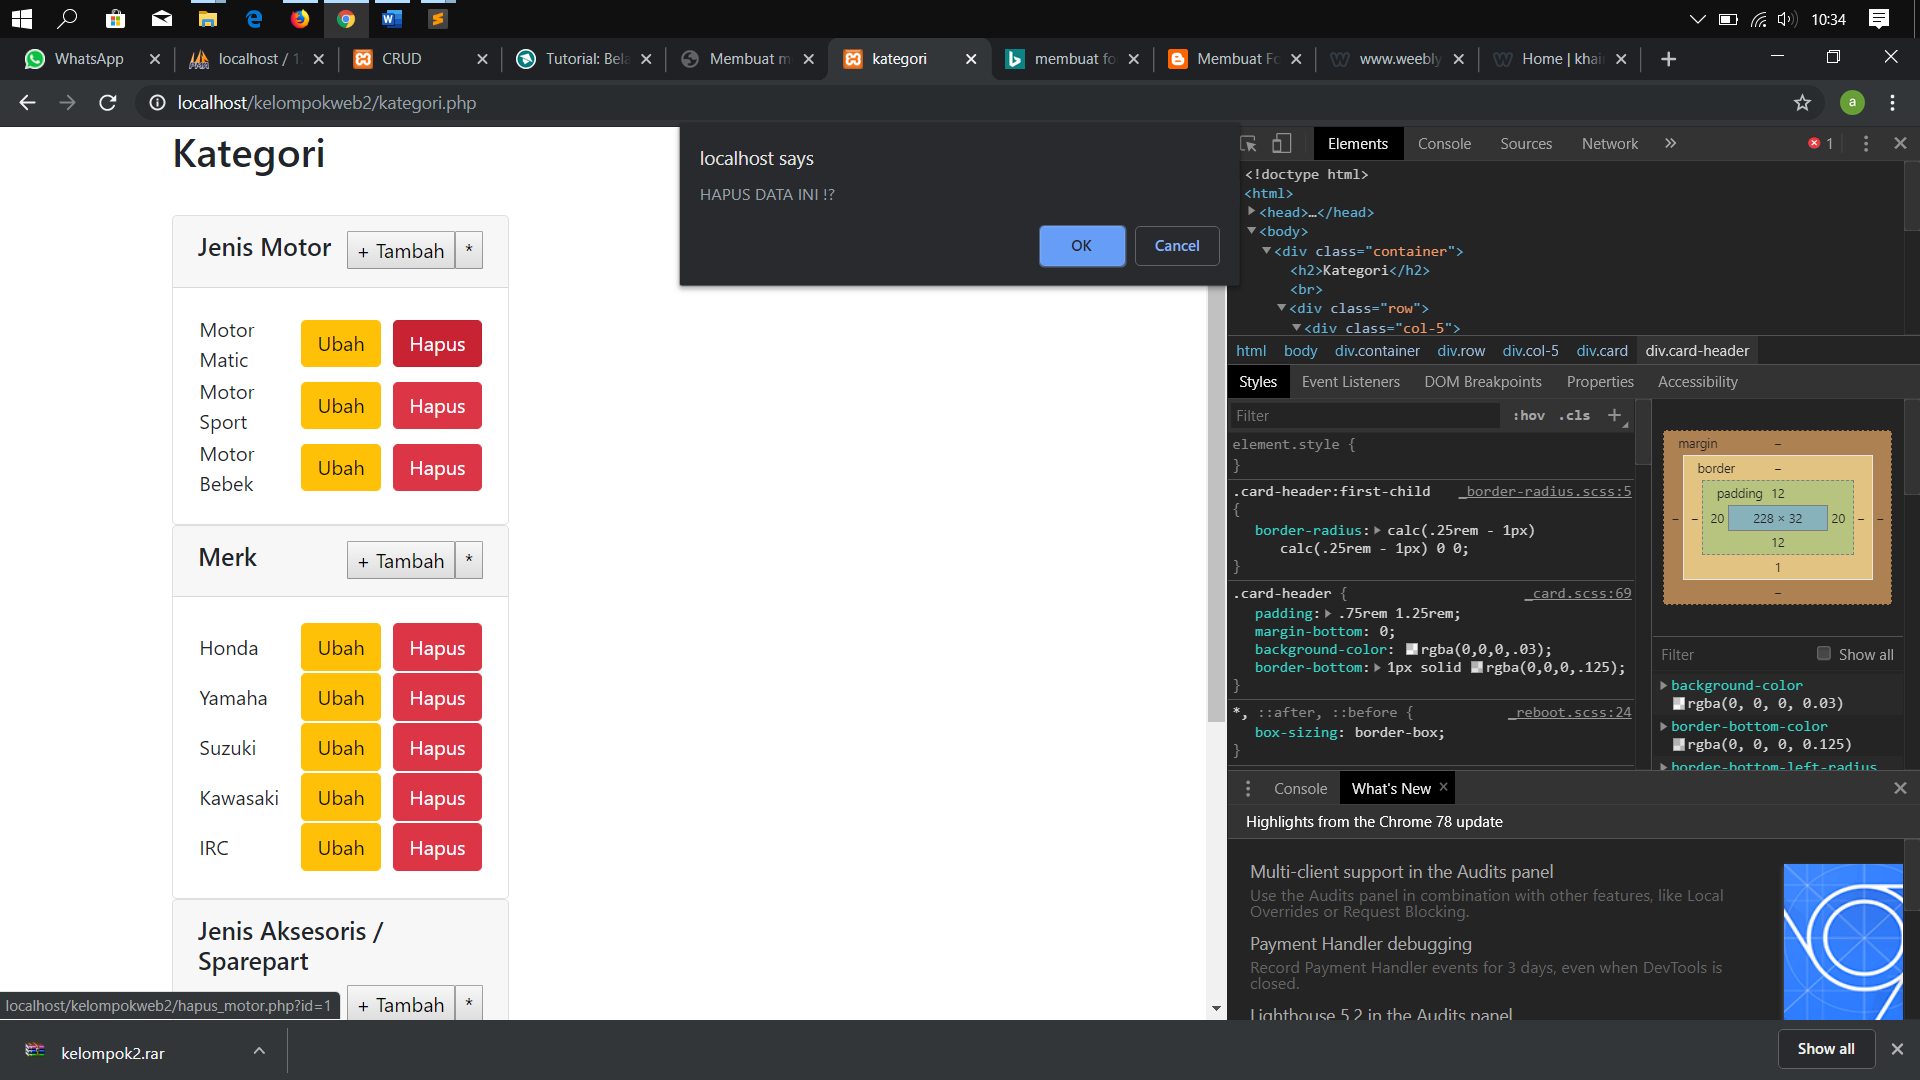 10:34
WhatsApp
localhost / 1
CRUD
Tutorial: Bela
Membuat m
kategori
membuat fo
Membuat Fo
www.weebly
Home | khai
localhost/kelompokweb2/kategori.php
a
Kategori
Jenis Motor
+ Tambah
*
Motor Matic
Ubah
Hapus
Motor Sport
Ubah
Hapus
Motor Bebek
Ubah
Hapus
Merk
+ Tambah
*
Honda
Ubah
Hapus
Yamaha
Ubah
Hapus
Suzuki
Ubah
Hapus
Kawasaki
Ubah
Hapus
IRC
Ubah
Hapus
Jenis Aksesoris /
Sparepart
+ Tambah
*
localhost/kelompokweb2/hapus_motor.php?id=1
localhost says
HAPUS DATA INI !?
OK
Cancel
Elements
Console
Sources
Network
»
1
<!doctype html>
<html>
<head>…</head>
<body>
<div class="container">
<h2>Kategori</h2>
<br>
<div class="row">
<div class="col-5">
html
body
div.container
div.row
div.col-5
div.card
div.card-header
Styles
Event Listeners
DOM Breakpoints
Properties
Accessibility
Filter
:hov
.cls
+
element.style {
}
.card-header:first-child
_border-radius.scss:5
{
border-radius: calc(.25rem - 1px)
calc(.25rem - 1px) 0 0;
}
.card-header {
_card.scss:69
padding: .75rem 1.25rem;
margin-bottom: 0;
background-color: rgba(0,0,0,.03);
border-bottom: 1px solid rgba(0,0,0,.125);
}
*, ::after, ::before {
_reboot.scss:24
box-sizing: border-box;
}
margin
–
border
–
padding
12
–
–
20
228 × 32
20
–
–
12
1
–
Filter
Show all
background-color
rgba(0, 0, 0, 0.03)
border-bottom-color
rgba(0, 0, 0, 0.125)
border-bottom-left-radius
Console
What's New
Highlights from the Chrome 78 update
Multi-client support in the Audits panel
Use the Audits panel in combination with other features, like Local
Overrides or Request Blocking.
Payment Handler debugging
Record Payment Handler events for 3 days, even when DevTools is
closed.
Lighthouse 5.2 in the Audits panel
kelompok2.rar
Show all